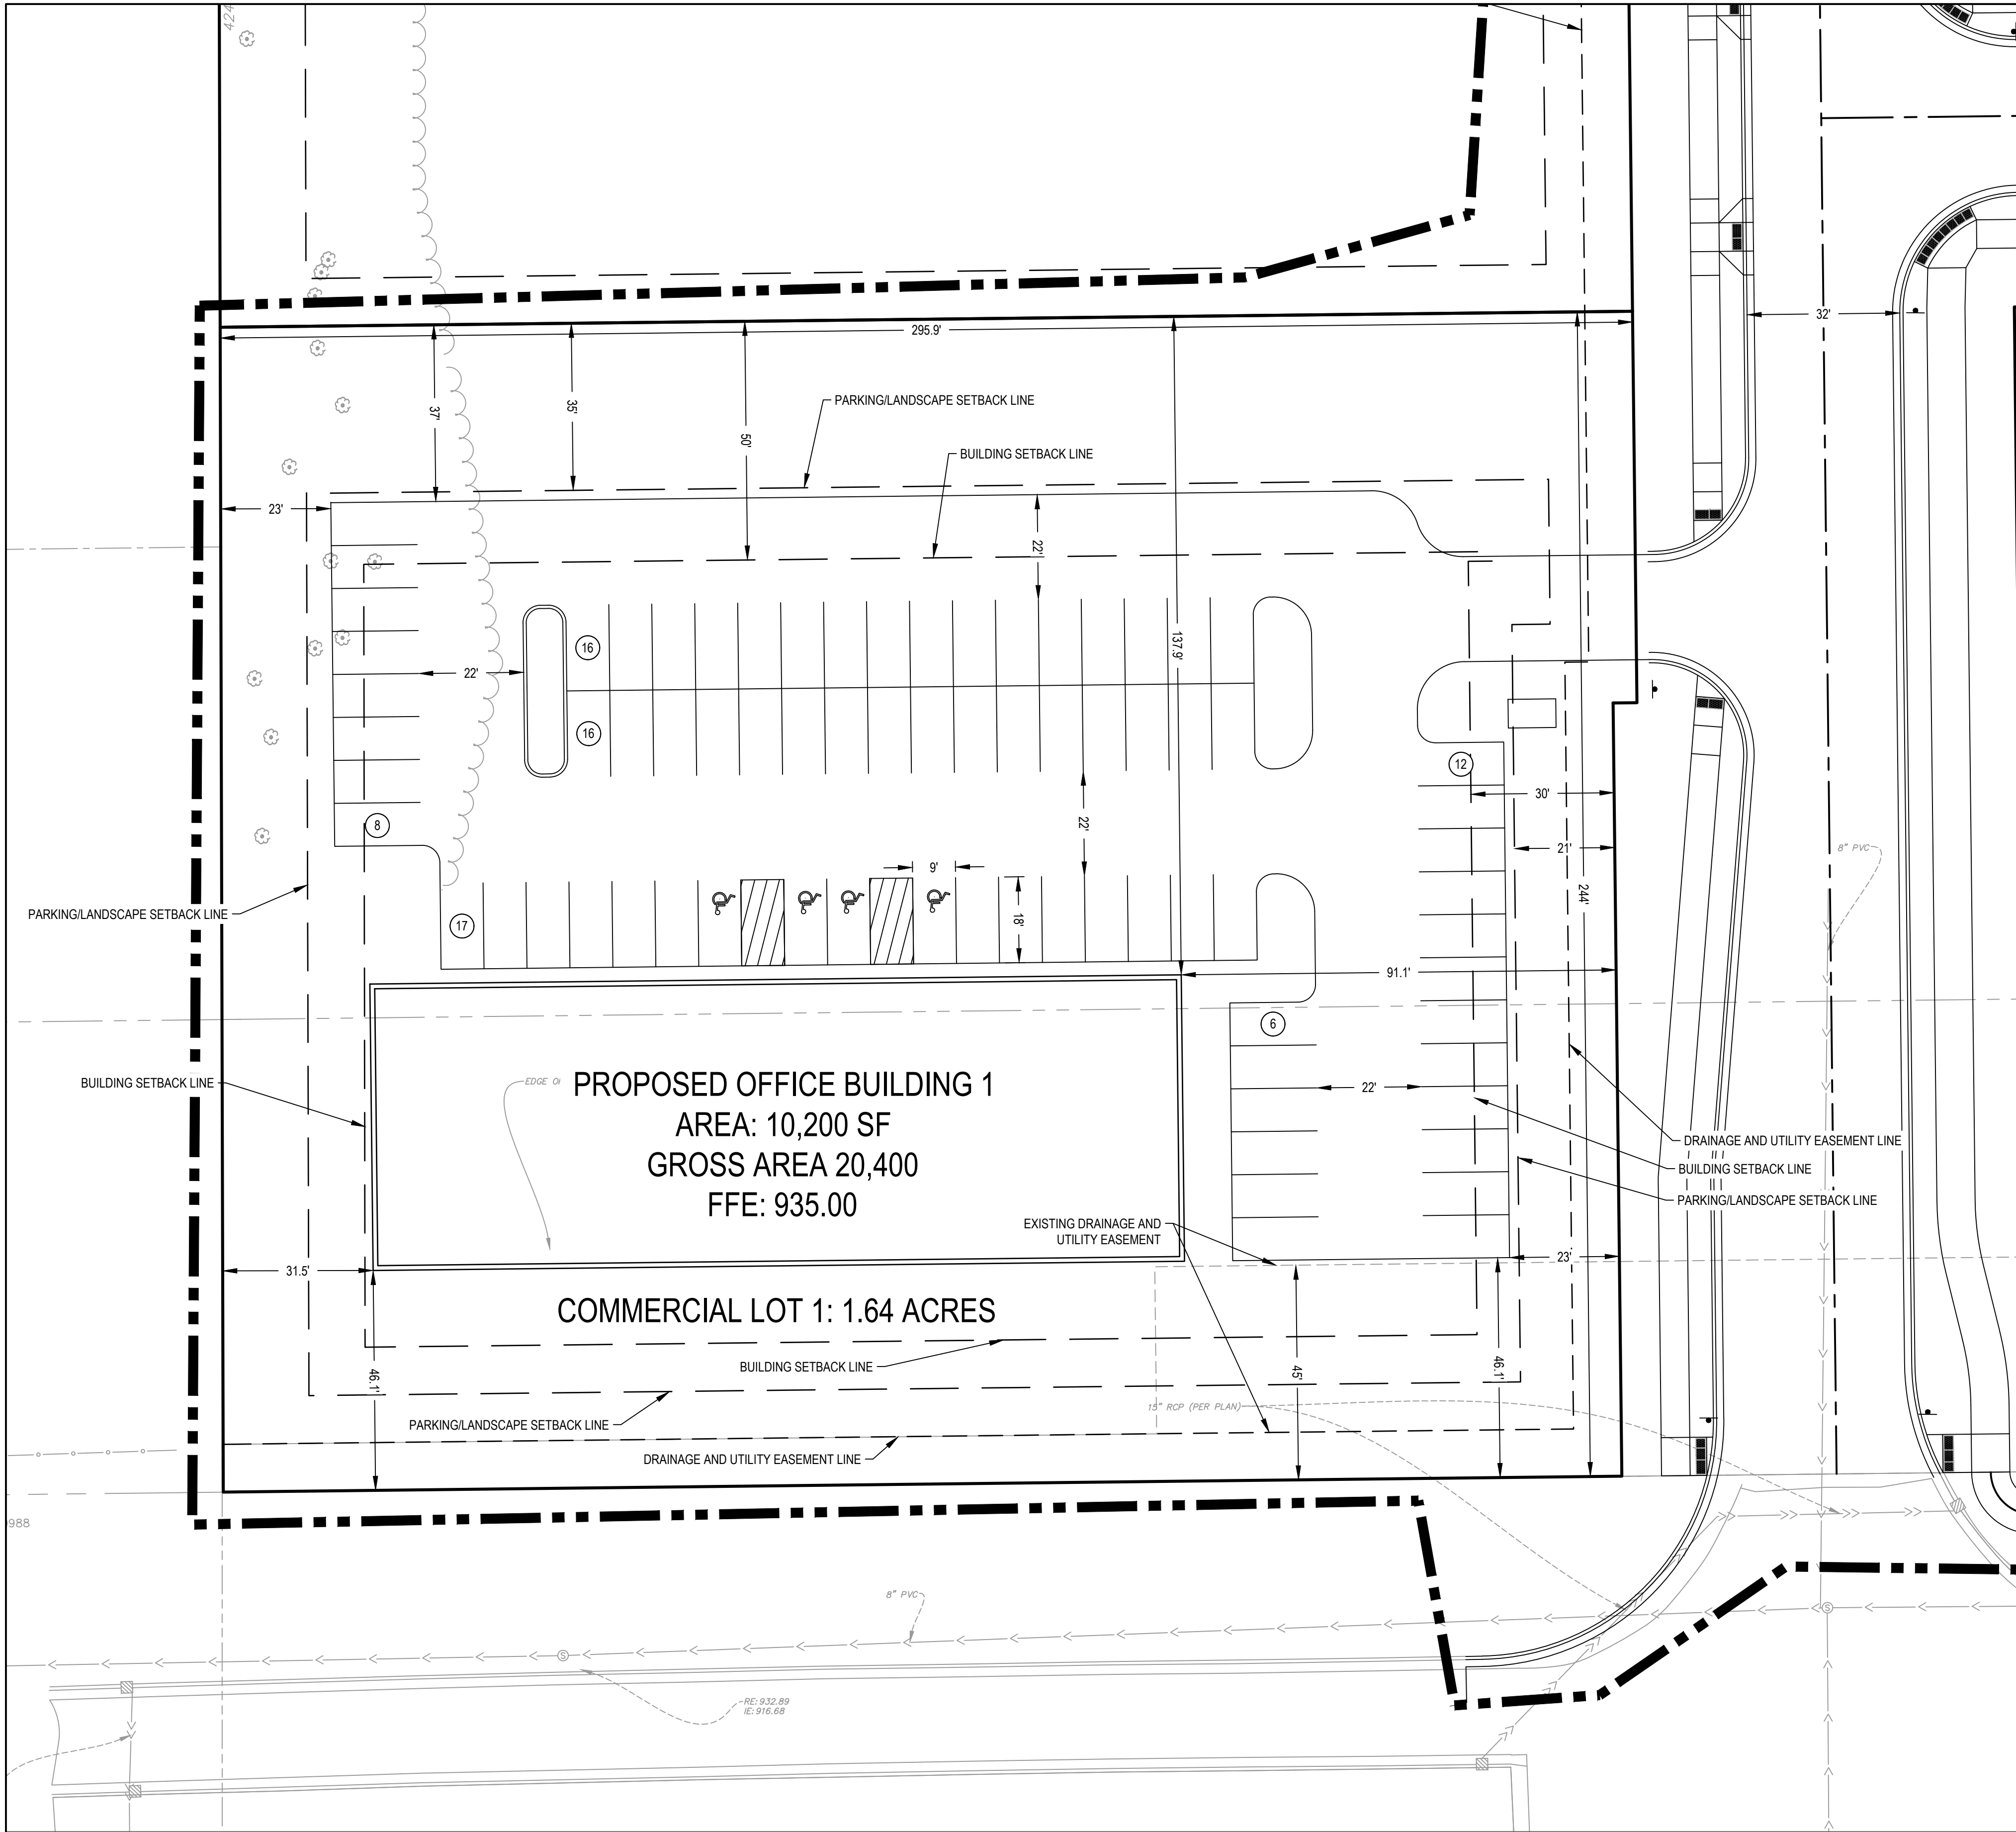 424
295.9'
32'
37'
35'
50'
PARKING/LANDSCAPE SETBACK LINE
BUILDING SETBACK LINE
23'
22'
137.9'
16
22'
16
12
30'
8
22'
21'
8" PVC
9'
244'
PARKING/LANDSCAPE SETBACK LINE
17
18'
91.1'
6
BUILDING SETBACK LINE
EDGE OF
PROPOSED OFFICE BUILDING 1
AREA: 10,200 SF
GROSS AREA 20,400
FFE: 935.00
22'
DRAINAGE AND UTILITY EASEMENT LINE
BUILDING SETBACK LINE
PARKING/LANDSCAPE SETBACK LINE
EXISTING DRAINAGE AND
UTILITY EASEMENT
23'
31.5'
COMMERCIAL LOT 1: 1.64 ACRES
BUILDING SETBACK LINE
46.1'
45'
46.1'
15" RCP (PER PLAN)
PARKING/LANDSCAPE SETBACK LINE
DRAINAGE AND UTILITY EASEMENT LINE
988
8" PVC
S
S
RE: 932.89
IE: 916.68